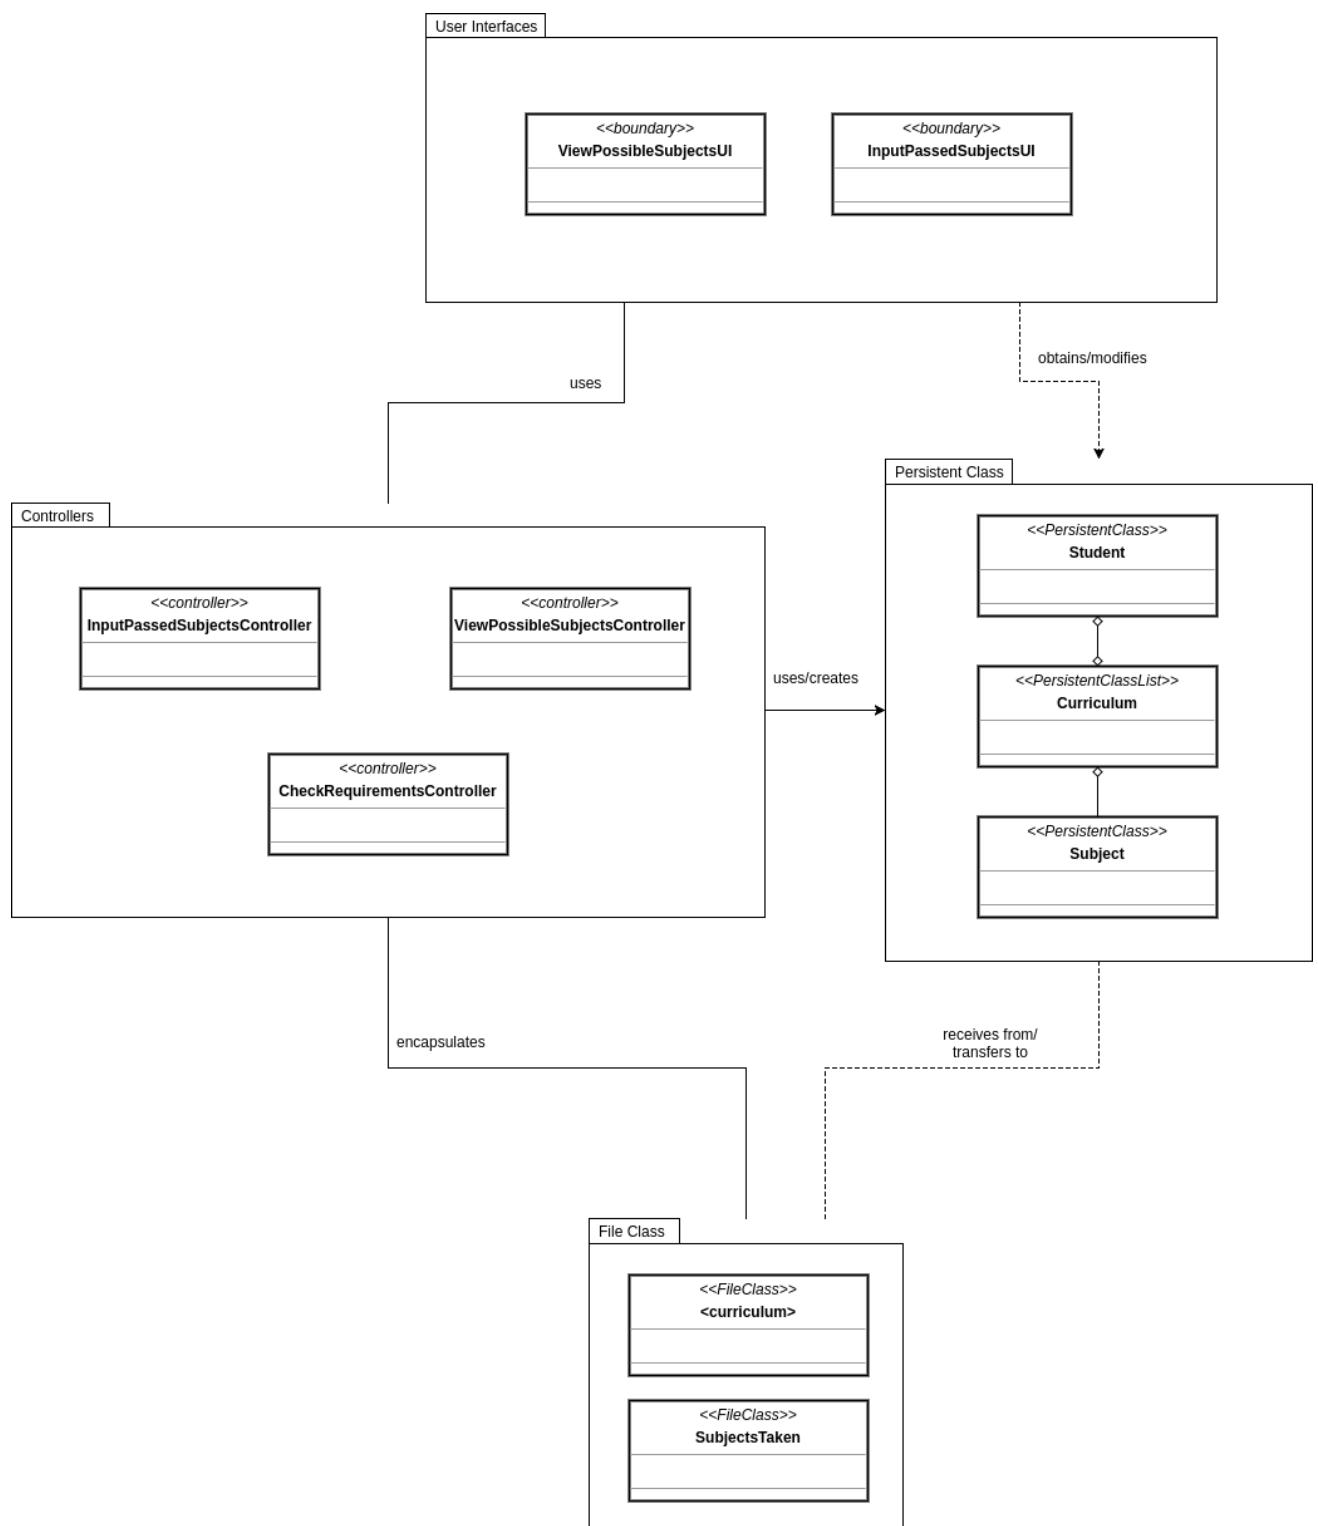 User Interfaces
<<boundary>>
ViewPossibleSubjectsUI
<<boundary>>
InputPassedSubjectsUI
uses
obtains/modifies
Controllers
<<controller>>
InputPassedSubjectsController
<<controller>>
ViewPossibleSubjectsController
<<controller>>
CheckRequirementsController
uses/creates
Persistent Class
<<PersistentClass>>
Student
<<PersistentClassList>>
Curriculum
<<PersistentClass>>
Subject
encapsulates
receives from/
transfers to
File Class
<<FileClass>>
<curriculum>
<<FileClass>>
SubjectsTaken